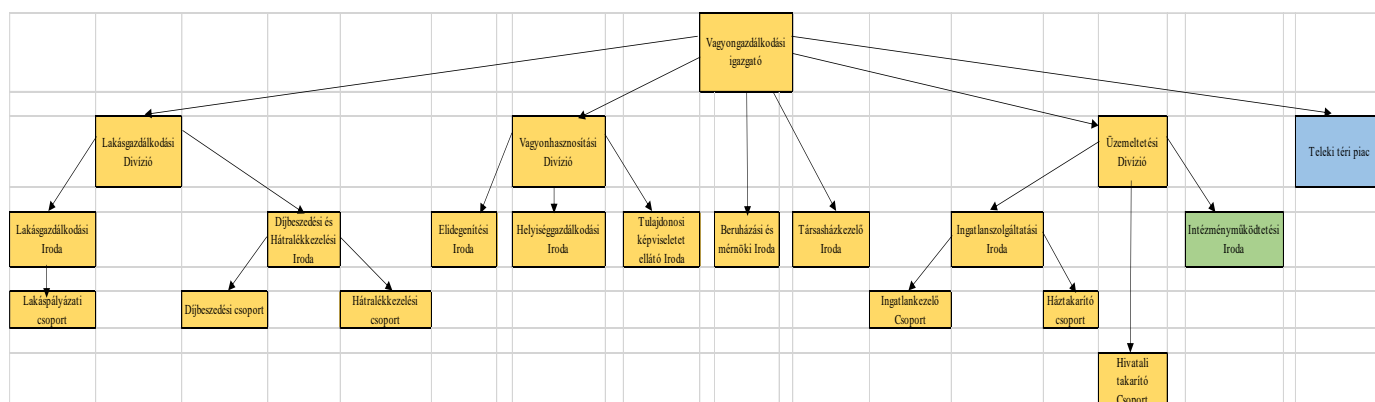 Vagyongazdálkodási
igazgató
Lakásgazdálkodási
Divízió
Vagyonhasznosítási
Divízió
Üzemeltetési
Divízió
Teleki téri piac
Lakásgazdálkodási
Iroda
Díjbeszedési és
Hátralékkezelési
Iroda
Elidegenítési
Iroda
Helyiséggazdálkodási
Iroda
Tulajdonosi
képviseletet
ellátó Iroda
Beruházási és
mérnöki Iroda
Társasházkezelő
Iroda
Ingatlanszolgáltatási
Iroda
Intézményműködtetési
Iroda
Lakáspályázati
csoport
Díjbeszedési csoport
Hátralékkezelési
csoport
Ingatlankezelő
Csoport
Háztakarító
csoport
Hivatali
takarító
Csoport